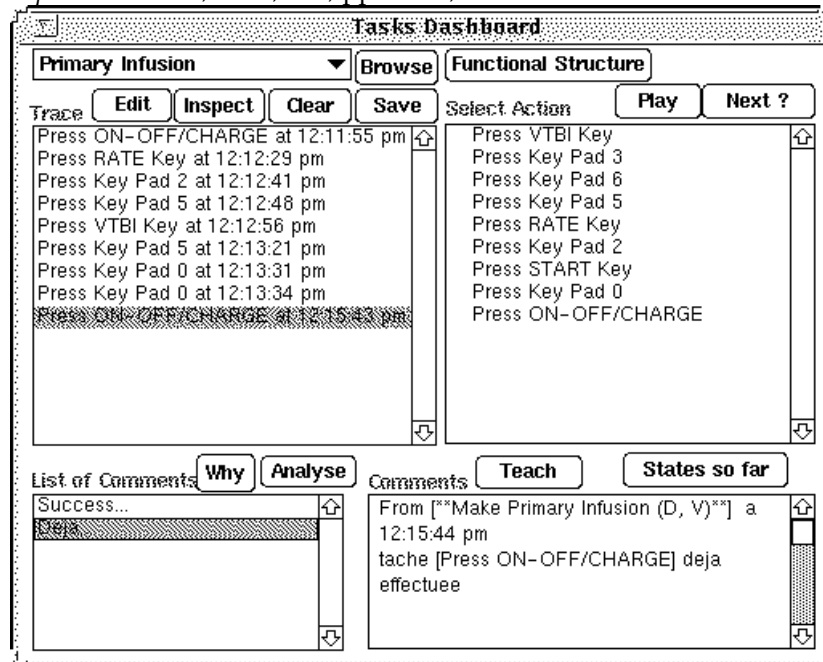 Tasks Dashboard
Primary Infusion
Browse
Functional Structure
Trace
Edit
Inspect
Clear
Save
Select Action
Play
Next ?
Press ON-OFF/CHARGE at 12:11:55 pm
Press RATE Key at 12:12:29 pm
Press Key Pad 2 at 12:12:41 pm
Press Key Pad 5 at 12:12:48 pm
Press VTBI Key at 12:12:56 pm
Press Key Pad 5 at 12:13:21 pm
Press Key Pad 0 at 12:13:31 pm
Press Key Pad 0 at 12:13:34 pm
Press ON-OFF/CHARGE at 12:15:43 pm
Press VTBI Key
Press Key Pad 3
Press Key Pad 6
Press Key Pad 5
Press RATE Key
Press Key Pad 2
Press START Key
Press Key Pad 0
Press ON-OFF/CHARGE
List of Comments
Why
Analyse
Comments
Teach
States so far
Success...
Deja...
From [**Make Primary Infusion (D, V)**] a
12:15:44 pm
tache [Press ON-OFF/CHARGE] deja
effectuee